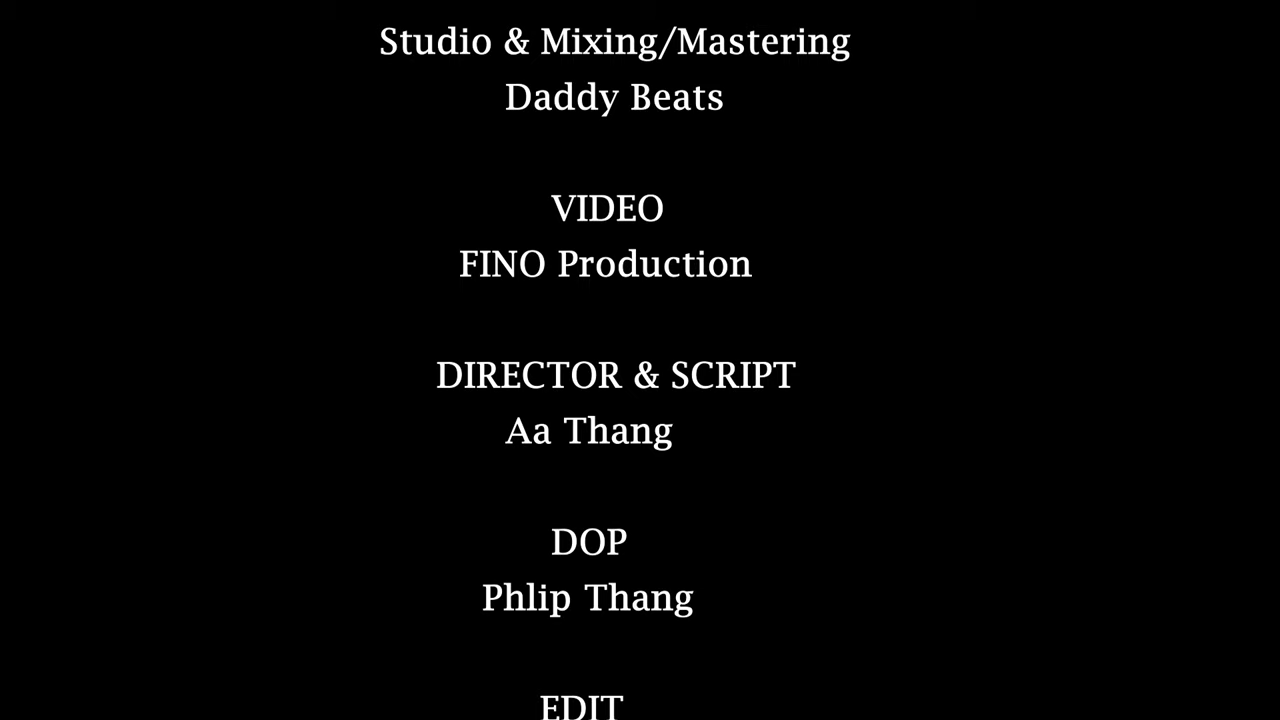 Studio & Mixing/Mastering
Daddy Beats
VIDEO
FINO Production
DIRECTOR & SCRIPT
Aa Thang
DOP
Phlip Thang
EDIT